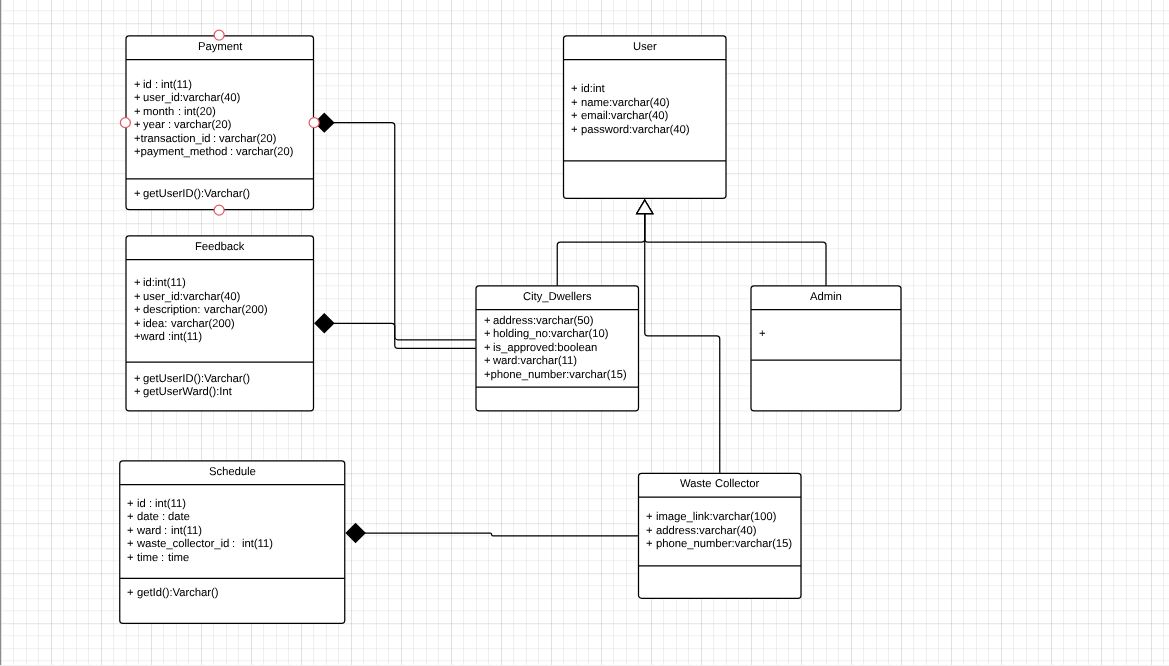 Payment
+ id : int(11)
+ user_id:varchar(40)
+ month : int(20)
+ year : varchar(20)
+transaction_id : varchar(20)
+payment_method : varchar(20)
+ getUserID():Varchar()
User
+ id:int
+ name:varchar(40)
+ email:varchar(40)
+ password:varchar(40)
Feedback
+ id:int(11)
+ user_id:varchar(40)
+ description: varchar(200)
+ idea: varchar(200)
+ward :int(11)
+ getUserID():Varchar()
+ getUserWard():Int
City_Dwellers
+ address:varchar(50)
+ holding_no:varchar(10)
+ is_approved:boolean
+ ward:varchar(11)
+phone_number:varchar(15)
Admin
+
Schedule
+ id : int(11)
+ date : date
+ ward : int(11)
+ waste_collector_id : int(11)
+ time : time
+ getId():Varchar()
Waste Collector
+ image_link:varchar(100)
+ address:varchar(40)
+ phone_number:varchar(15)